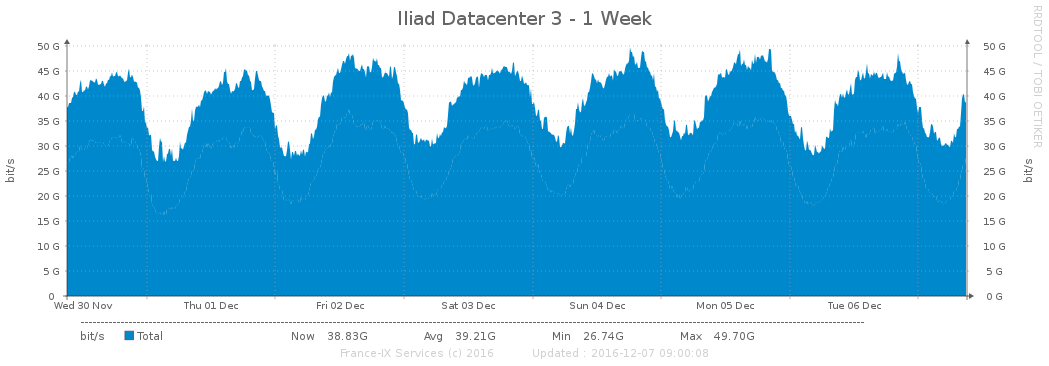 Iliad Datacenter 3 - 1 Week
RRDTOOL / TOBI OETIKER
50 G 50 G
45 G 45 G
40 G 40 G
35 G 35 G
30 G 30 G
25 G 25 G
20 G 20 G
15 G 15 G
10 G 10 G
5 G 5 G
0 0 G
bit/s bit/s
Wed 30 Nov Thu 01 Dec Fri 02 Dec Sat 03 Dec Sun 04 Dec Mon 05 Dec Tue 06 Dec
bit/s Total Now 38.83G Avg 39.21G Min 26.74G Max 49.70G
France-IX Services (c) 2016 Updated : 2016-12-07 09:00:08